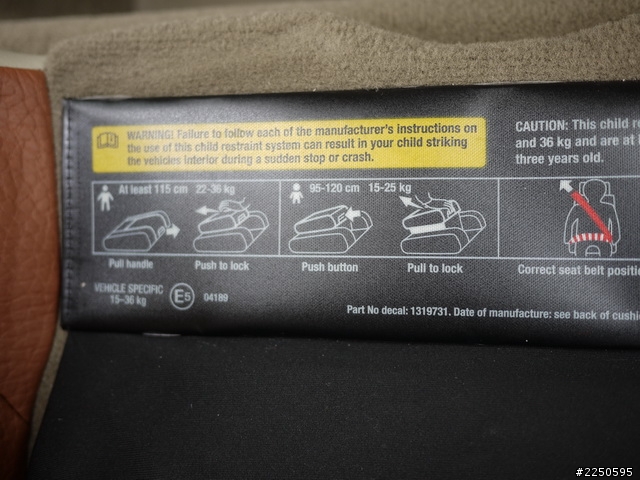 WARNING! Failure to follow each of the manufacturer's instructions on
the use of this child restraint system can result in your child striking
the vehicles interior during a sudden stop or crash.
CAUTION: This child
and 36 kg and are at
three years old.
At least 115 cm 22-36 kg
95-120 cm 15-25 kg
Pull handle
Push to lock
Push button
Pull to lock
Correct seat belt
VEHICLE SPECIFIC
15-36 kg
E5
04189
Part No decal: 1319731. Date of manufacture: see back of
#2250595